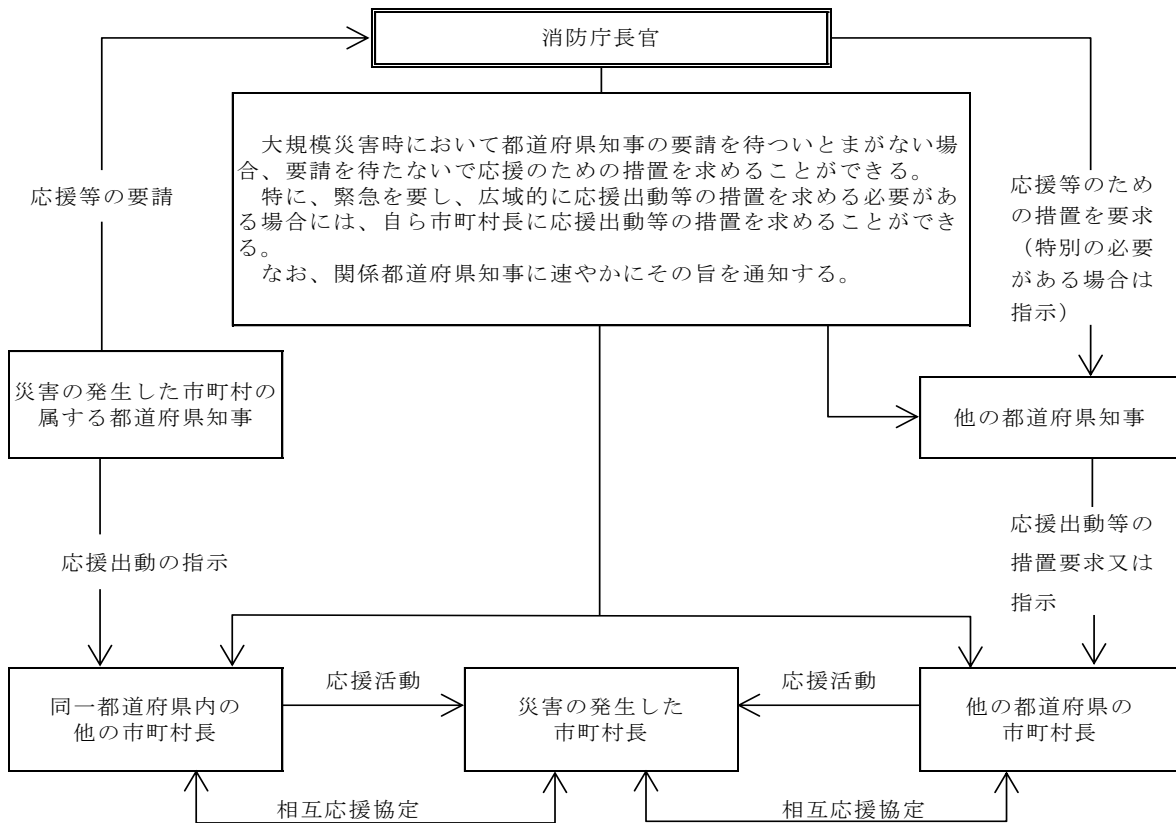 消防庁長官
　大規模災害時において都道府県知事の要請を待ついとまがない場
合、要請を待たないで応援のための措置を求めることができる。
　特に、緊急を要し、広域的に応援出動等の措置を求める必要があ
る場合には、自ら市町村長に応援出動等の措置を求めることができ
る。
　なお、関係都道府県知事に速やかにその旨を通知する。
応援等の要請
応援等のため
の措置を要求
（特別の必要
がある場合は
指示）
災害の発生した市町村の
属する都道府県知事
他の都道府県知事
応援出動の指示
応援出動等の
措置要求又は
指示
同一都道府県内の
他の市町村長
応援活動
災害の発生した
市町村長
応援活動
他の都道府県の
市町村長
相互応援協定
相互応援協定